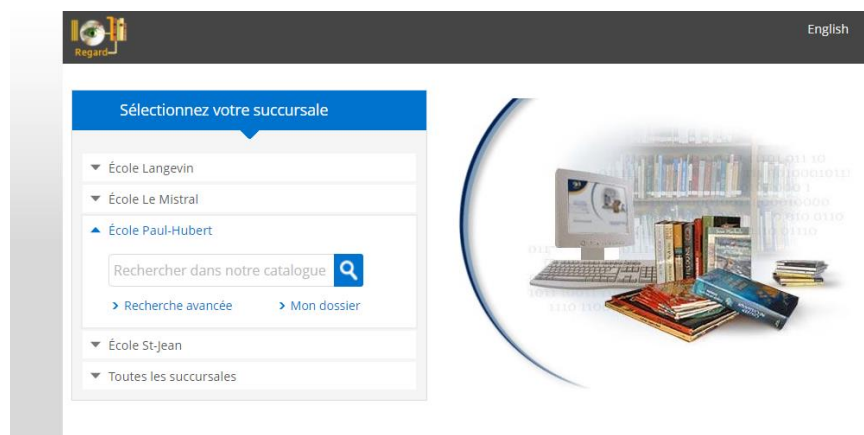 Regard
English
Sélectionnez votre succursale
École Langevin
École Le Mistral
École Paul-Hubert
Rechercher dans notre catalogue
Recherche avancée
Mon dossier
École St-Jean
Toutes les succursales